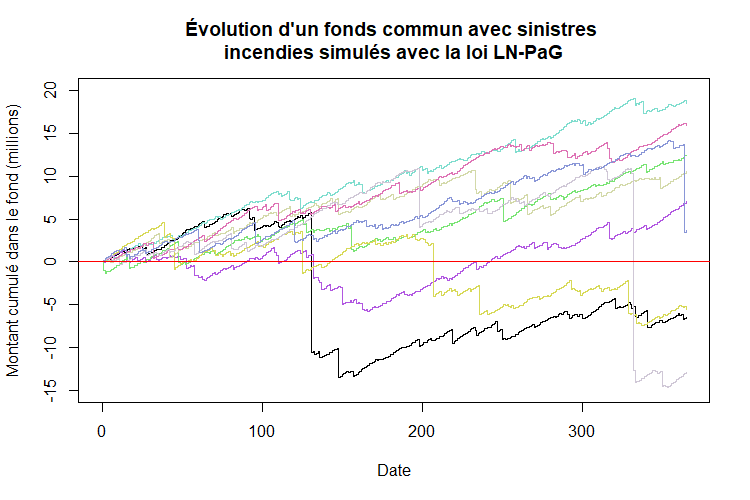 Évolution d'un fonds commun avec sinistres
incendies simulés avec la loi LN-PaG
Montant cumulé dans le fond (millions)
20
15
10
5
0
-5
-10
-15
0 100 200 300
Date